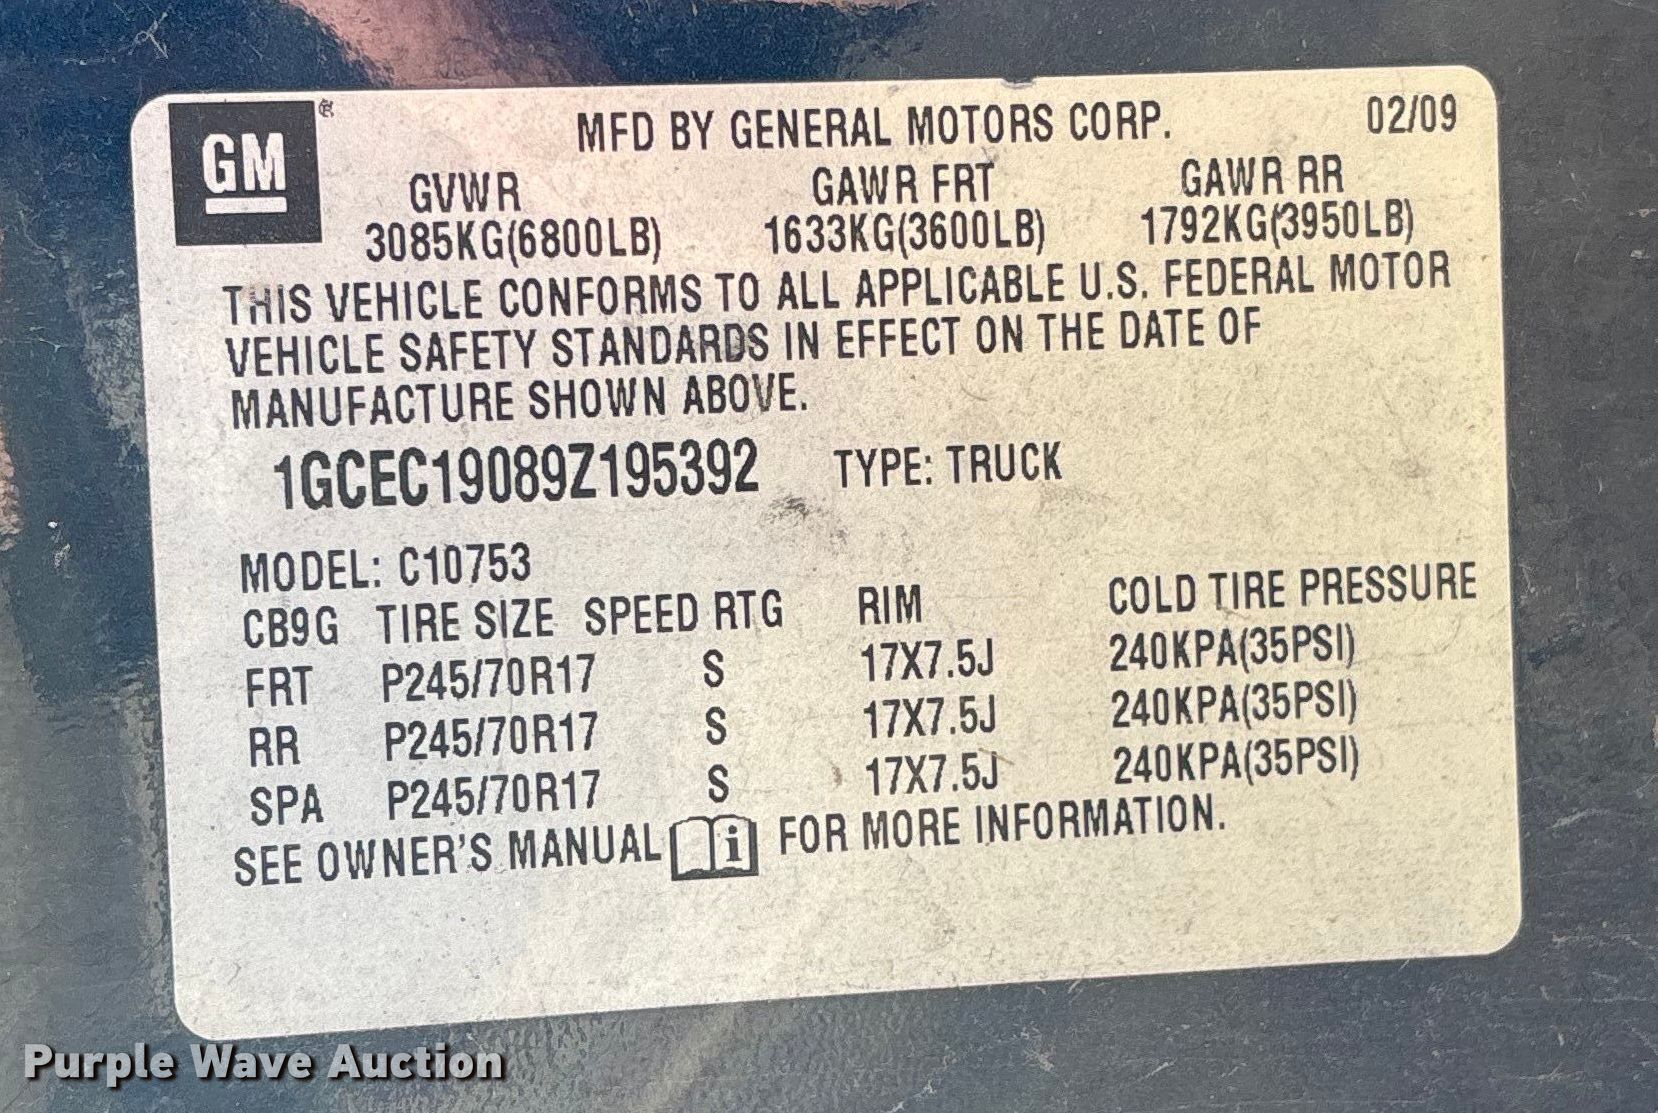 GM®
MFD BY GENERAL MOTORS CORP. 02/09
GVWR GAWR FRT GAWR RR
3085KG(6800LB) 1633KG(3600LB) 1792KG(3950LB)
THIS VEHICLE CONFORMS TO ALL APPLICABLE U.S. FEDERAL MOTOR
VEHICLE SAFETY STANDARDS IN EFFECT ON THE DATE OF
MANUFACTURE SHOWN ABOVE.
1GCEC19089Z195392 TYPE: TRUCK
MODEL: C10753
CB9G TIRE SIZE SPEED RTG RIM COLD TIRE PRESSURE
FRT P245/70R17 S 17X7.5J 240KPA(35PSI)
RR P245/70R17 S 17X7.5J 240KPA(35PSI)
SPA P245/70R17 S 17X7.5J 240KPA(35PSI)
SEE OWNER'S MANUAL i FOR MORE INFORMATION.
Purple Wave Auction